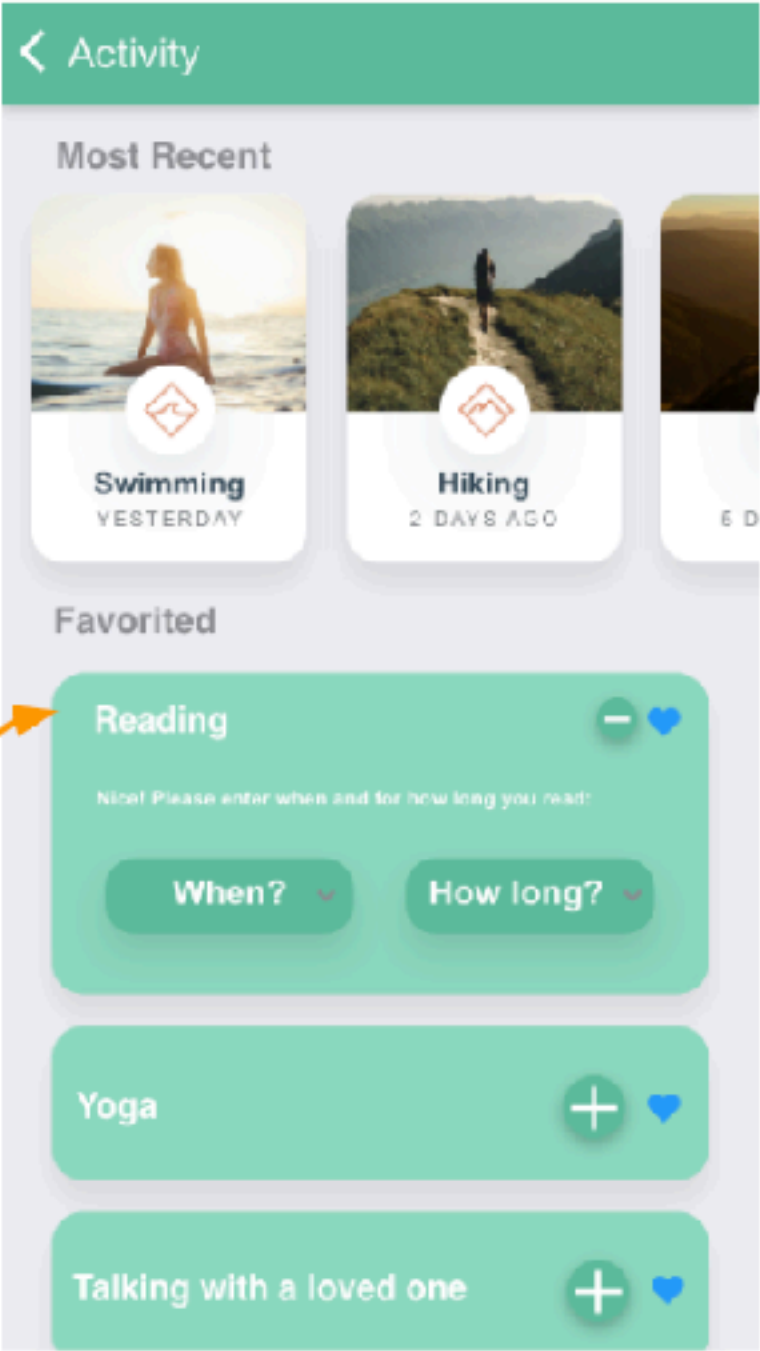 Activity
Most Recent
Swimming
YESTERDAY
Hiking
2 DAYS AGO
Favorited
Reading
Nice! Please enter when and for how long you read:
When?
How long?
Yoga
Talking with a loved one